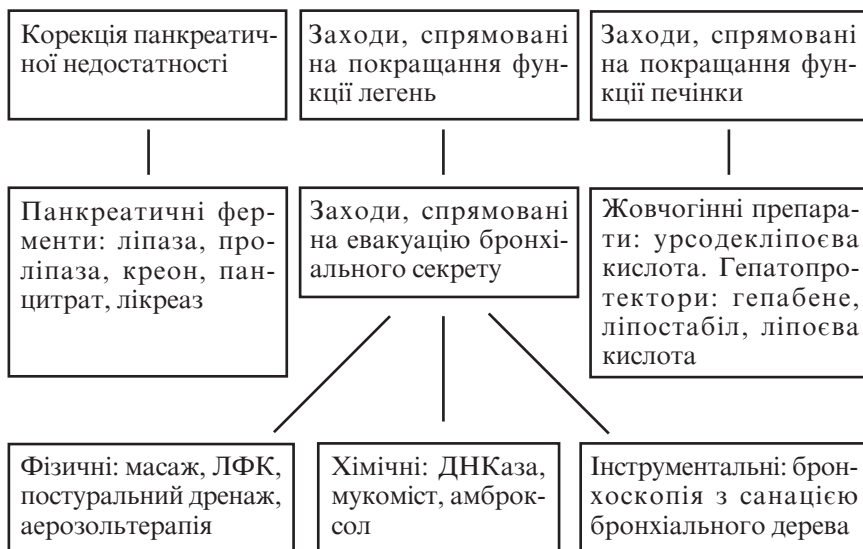 Корекція панкреатич-
ної недостатності
Заходи, спрямовані
на покращання фун-
кції легень
Заходи, спрямовані
на покращання фун-
кції печінки
Панкреатичні фер-
менти: ліпаза, про-
ліпаза, креон, пан-
цитрат, лікреаз
Заходи, спрямовані
на евакуацію бронхі-
ального секрету
Жовчогінні препара-
ти: урсодекліпоєва
кислота. Гепатопро-
тектори: гепабене,
ліпостабіл, ліпоєва
кислота
Фізичні: масаж, ЛФК,
постуральний дренаж,
аерозольтерапія
Хімічні: ДНКаза,
мукоміст, амброк-
сол
Інструментальні: брон-
хоскопія з санацією
бронхіального дерева